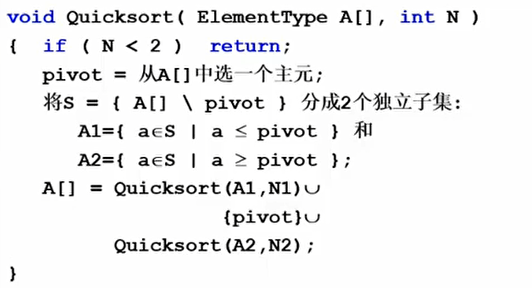 void Quicksort( ElementType A[], int N )
{ if ( N < 2 ) return;
pivot = 从A[]中选一个主元;
将S = { A[] \ pivot } 分成2个独立子集:
A1={ a∈S | a ≤ pivot } 和
A2={ a∈S | a ≥ pivot };
A[] = Quicksort(A1,N1)∪
{pivot}∪
Quicksort(A2,N2);
}